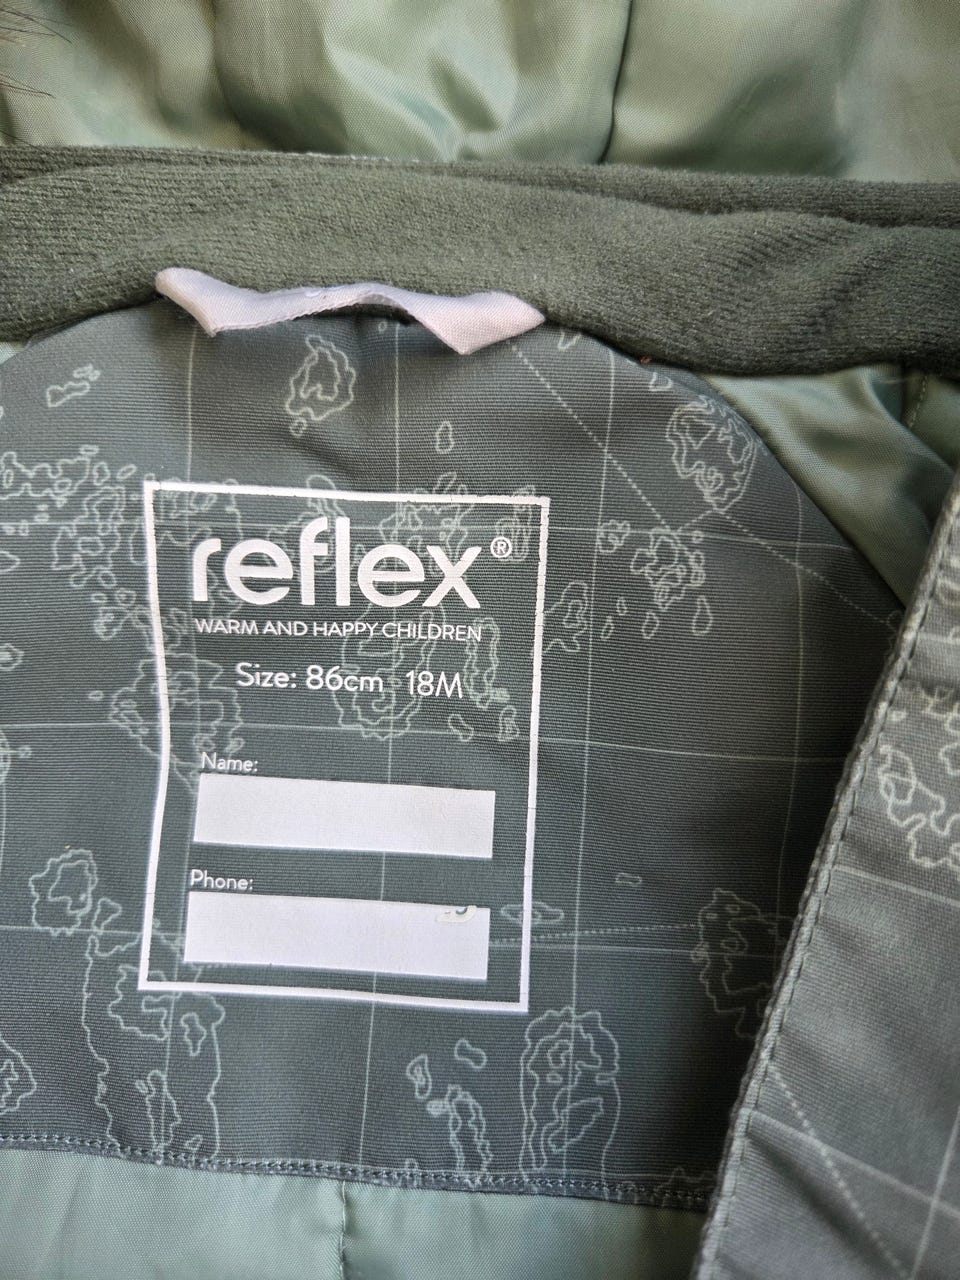 reflex®
WARM AND HAPPY CHILDREN
Size: 86cm 18M
Name:
Phone: